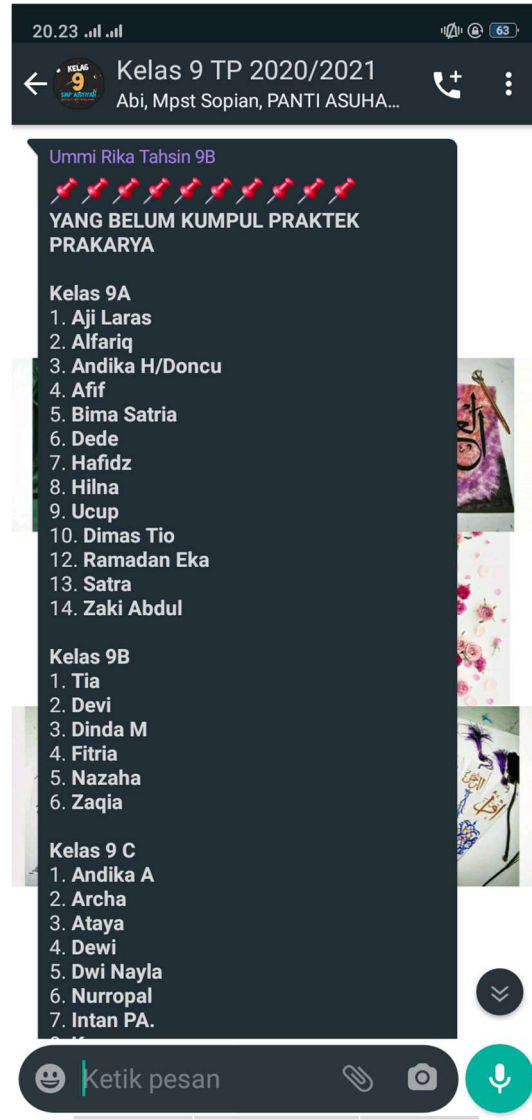 20.23
63
KELAS
9
Kelas 9 TP 2020/2021
Abi, Mpst Sopian, PANTI ASUHA...
Ummi Rika Tahsin 9B
YANG BELUM KUMPUL PRAKTEK
PRAKARYA
Kelas 9A
1. Aji Laras
2. Alfariq
3. Andika H/Doncu
4. Afif
5. Bima Satria
6. Dede
7. Hafidz
8. Hilna
9. Ucup
10. Dimas Tio
12. Ramadan Eka
13. Satra
14. Zaki Abdul
Kelas 9B
1. Tia
2. Devi
3. Dinda M
4. Fitria
5. Nazaha
6. Zaqia
Kelas 9 C
1. Andika A
2. Archa
3. Ataya
4. Dewi
5. Dwi Nayla
6. Nurropal
7. Intan PA.
Ketik pesan